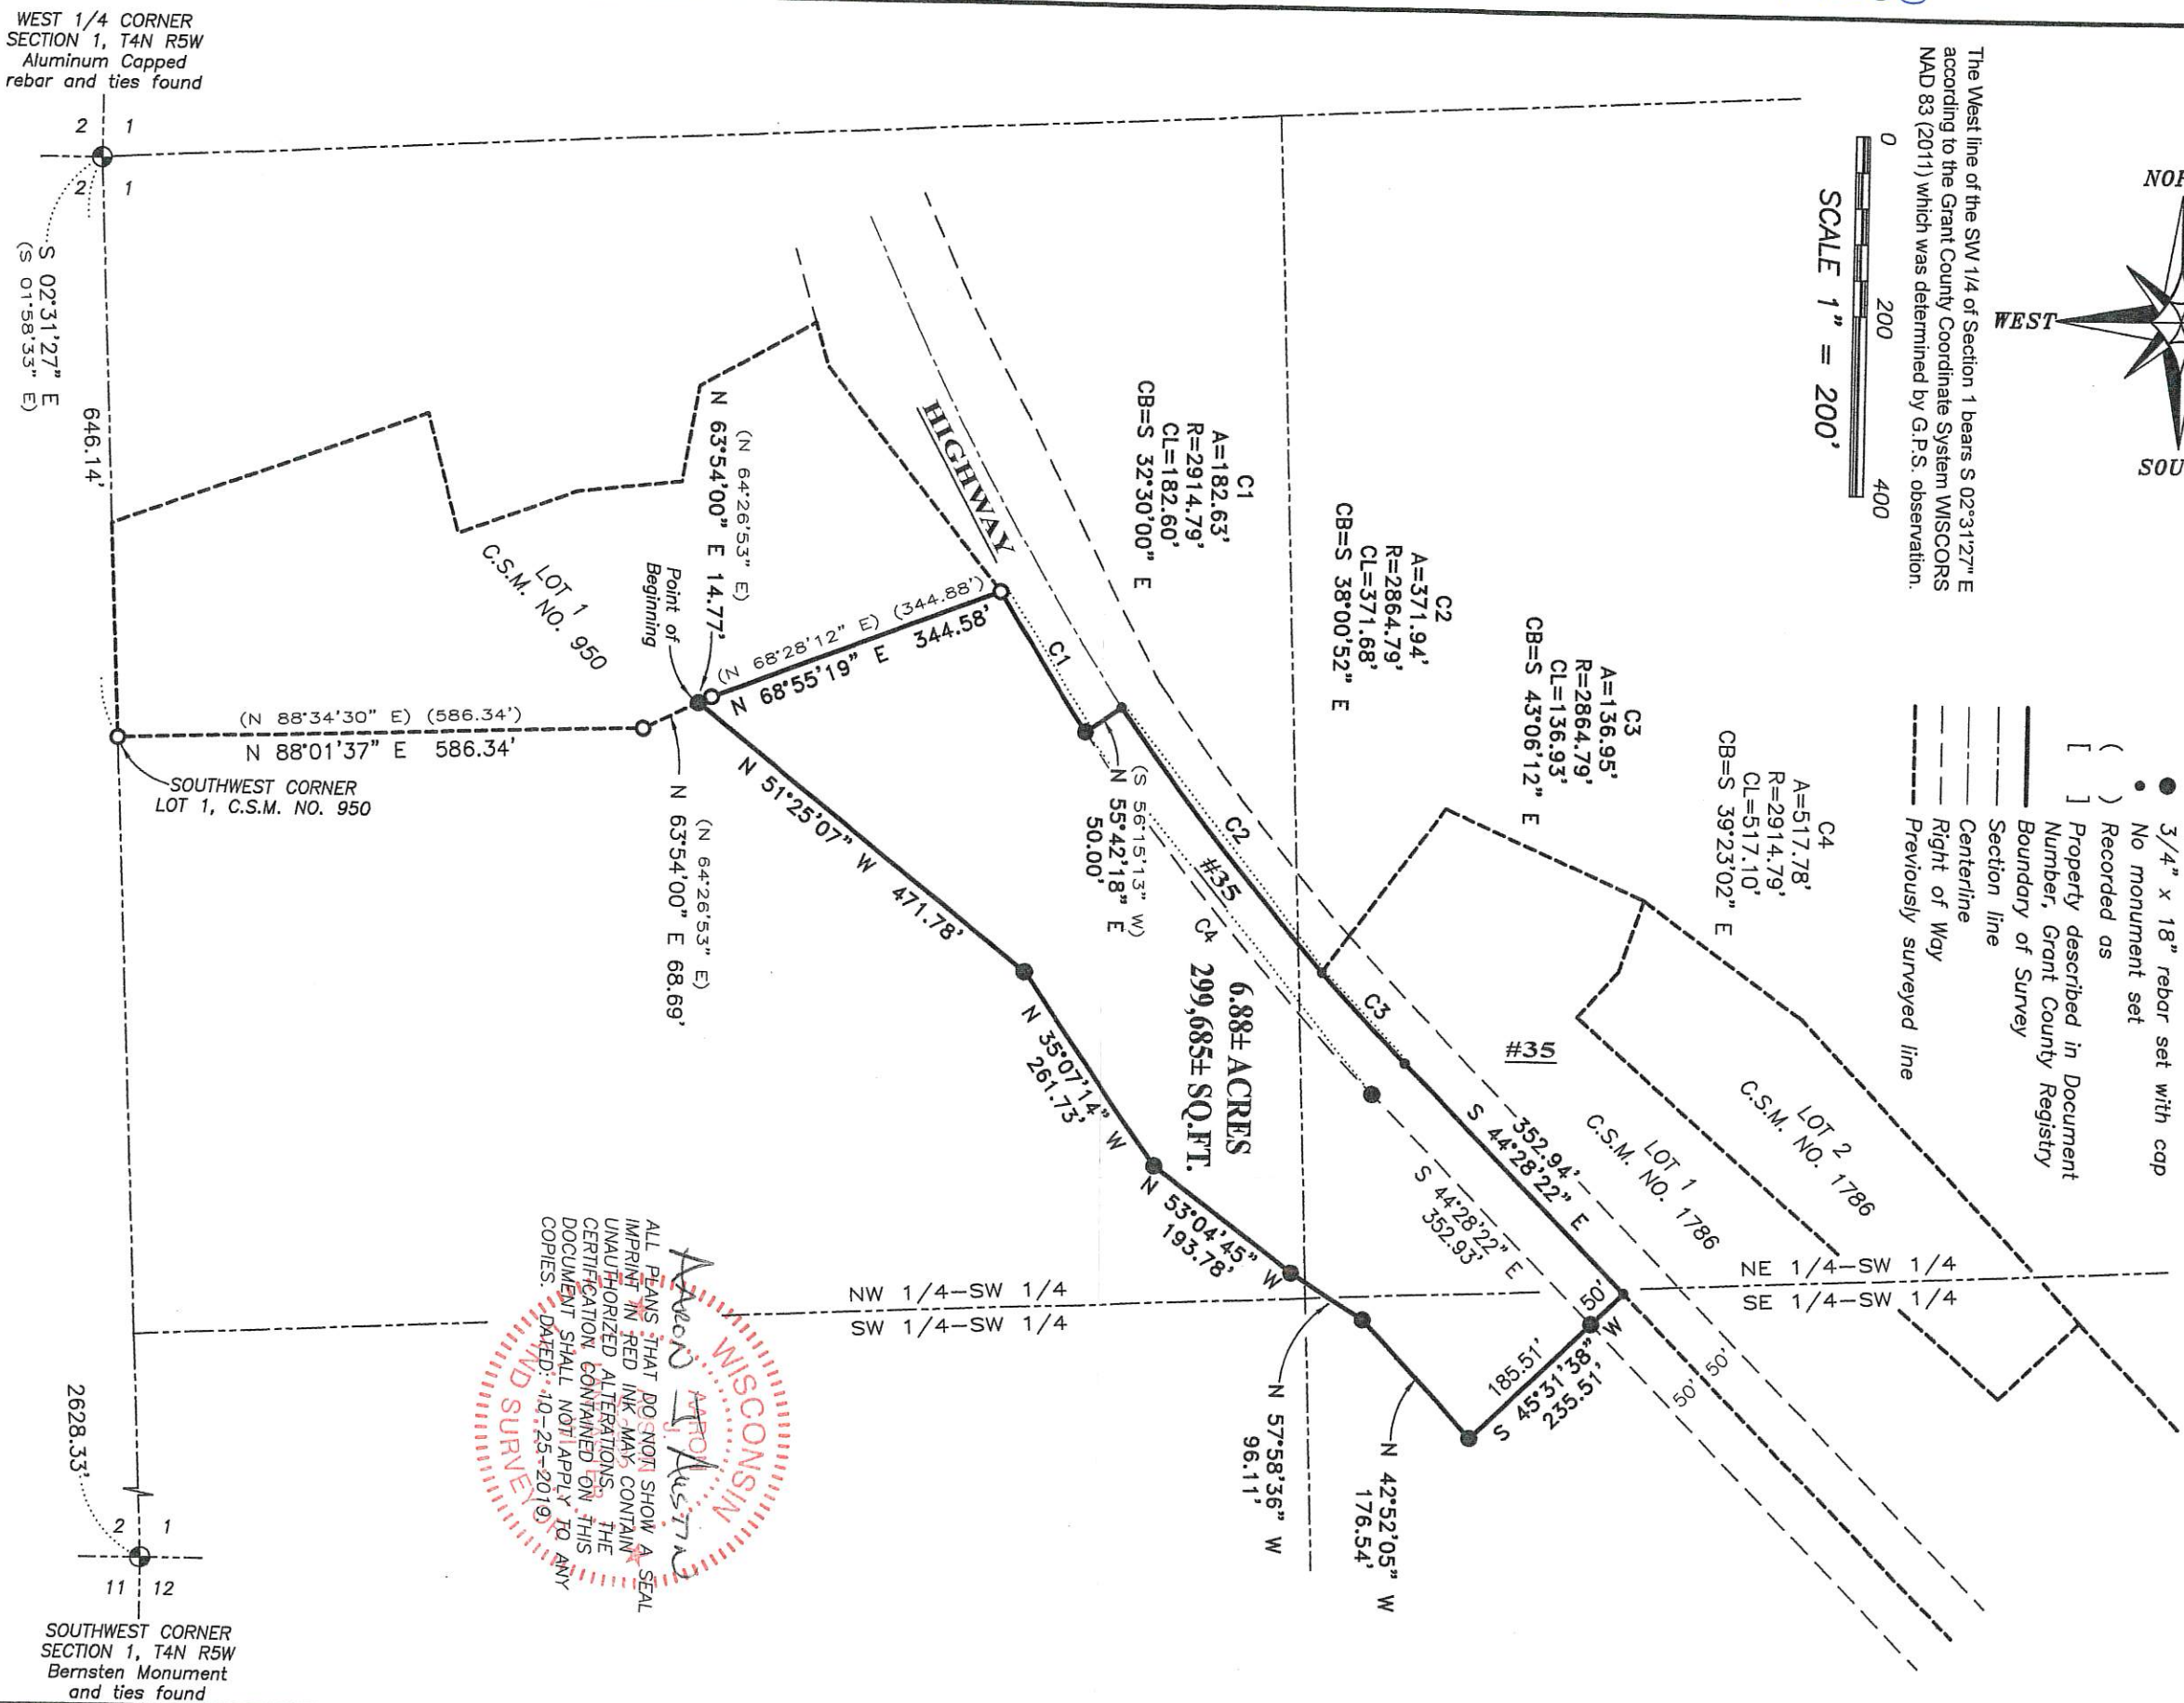 WEST 1/4 CORNER
SECTION 1, T4N R5W
Aluminum Capped
rebar and ties found
2 1
2 1
S 02°31'27" E
(S 01°58'33" E)
646.14'
2628.33'
The West line of the SW1/4 of Section 1 bears S 02°31'27" E
according to the Grant County Coordinate System WISCORS
NAD 83 (2011) which was determined by G.P.S. observation.
0 200 400
SCALE 1" = 200'
WEST
3/4" x 18" rebar set with cap
No monument set
( ) Recorded as
[ ] Property described in Document
Number, Grant County Registry
Boundary of Survey
Section line
Centerline
Right of Way
Previously surveyed line
C1
A=182.63'
R=2914.79'
CL=182.60'
CB=S 32°30'00" E
C2
A=371.94'
R=2864.79'
CL=371.68'
CB=S 38°00'52" E
C3
A=136.95'
R=2864.79'
CL=136.93'
CB=S 43°06'12" E
C4
A=517.78'
R=2914.79'
CL=517.10'
CB=S 39°23'02" E
HIGHWAY
#35
#35
C1
C2
C3
C4
LOT 1
C.S.M. NO. 950
(N 64°26'53" E)
N 63°54'00" E 14.77'
Point of
Beginning
(N 68°28'12" E) (344.88')
N 68°55'19" E 344.58'
(N 88°34'30" E) (586.34')
N 88°01'37" E 586.34'
SOUTHWEST CORNER
LOT 1, C.S.M. NO. 950
(N 64°26'53" E)
N 63°54'00" E 68.69'
(S 56°15'13" W)
N 55°42'18" E
50.00'
N 51°25'07" W 471.78'
N 35°07'14" W
261.73'
N 53°04'45" W
193.78'
N 57°58'36" W
96.11'
N 42°52'05" W
176.54'
S 45°31'38" W
235.51'
185.51'
50'
50'
50'
352.94'
S 44°28'22" E
S 44°28'22" E
352.93'
6.88± ACRES
299,685± SQ.FT.
LOT 1
C.S.M. NO. 1786
LOT 2
C.S.M. NO. 1786
NE 1/4-SW 1/4
SE 1/4-SW 1/4
NW 1/4-SW 1/4
SW 1/4-SW 1/4
Aaron J Austin
ALL PLANS THAT DO NOT SHOW A SEAL
IMPRINT IN RED INK MAY CONTAIN
UNAUTHORIZED ALTERATIONS. THE
CERTIFICATION CONTAINED ON THIS
DOCUMENT SHALL NOT APPLY TO ANY
COPIES. DATED: 10-25-2019
WISCONSIN
AARON J.
AUSTIN
LAND SURVEYOR
2 1
11 12
SOUTHWEST CORNER
SECTION 1, T4N R5W
Bernsten Monument
and ties found